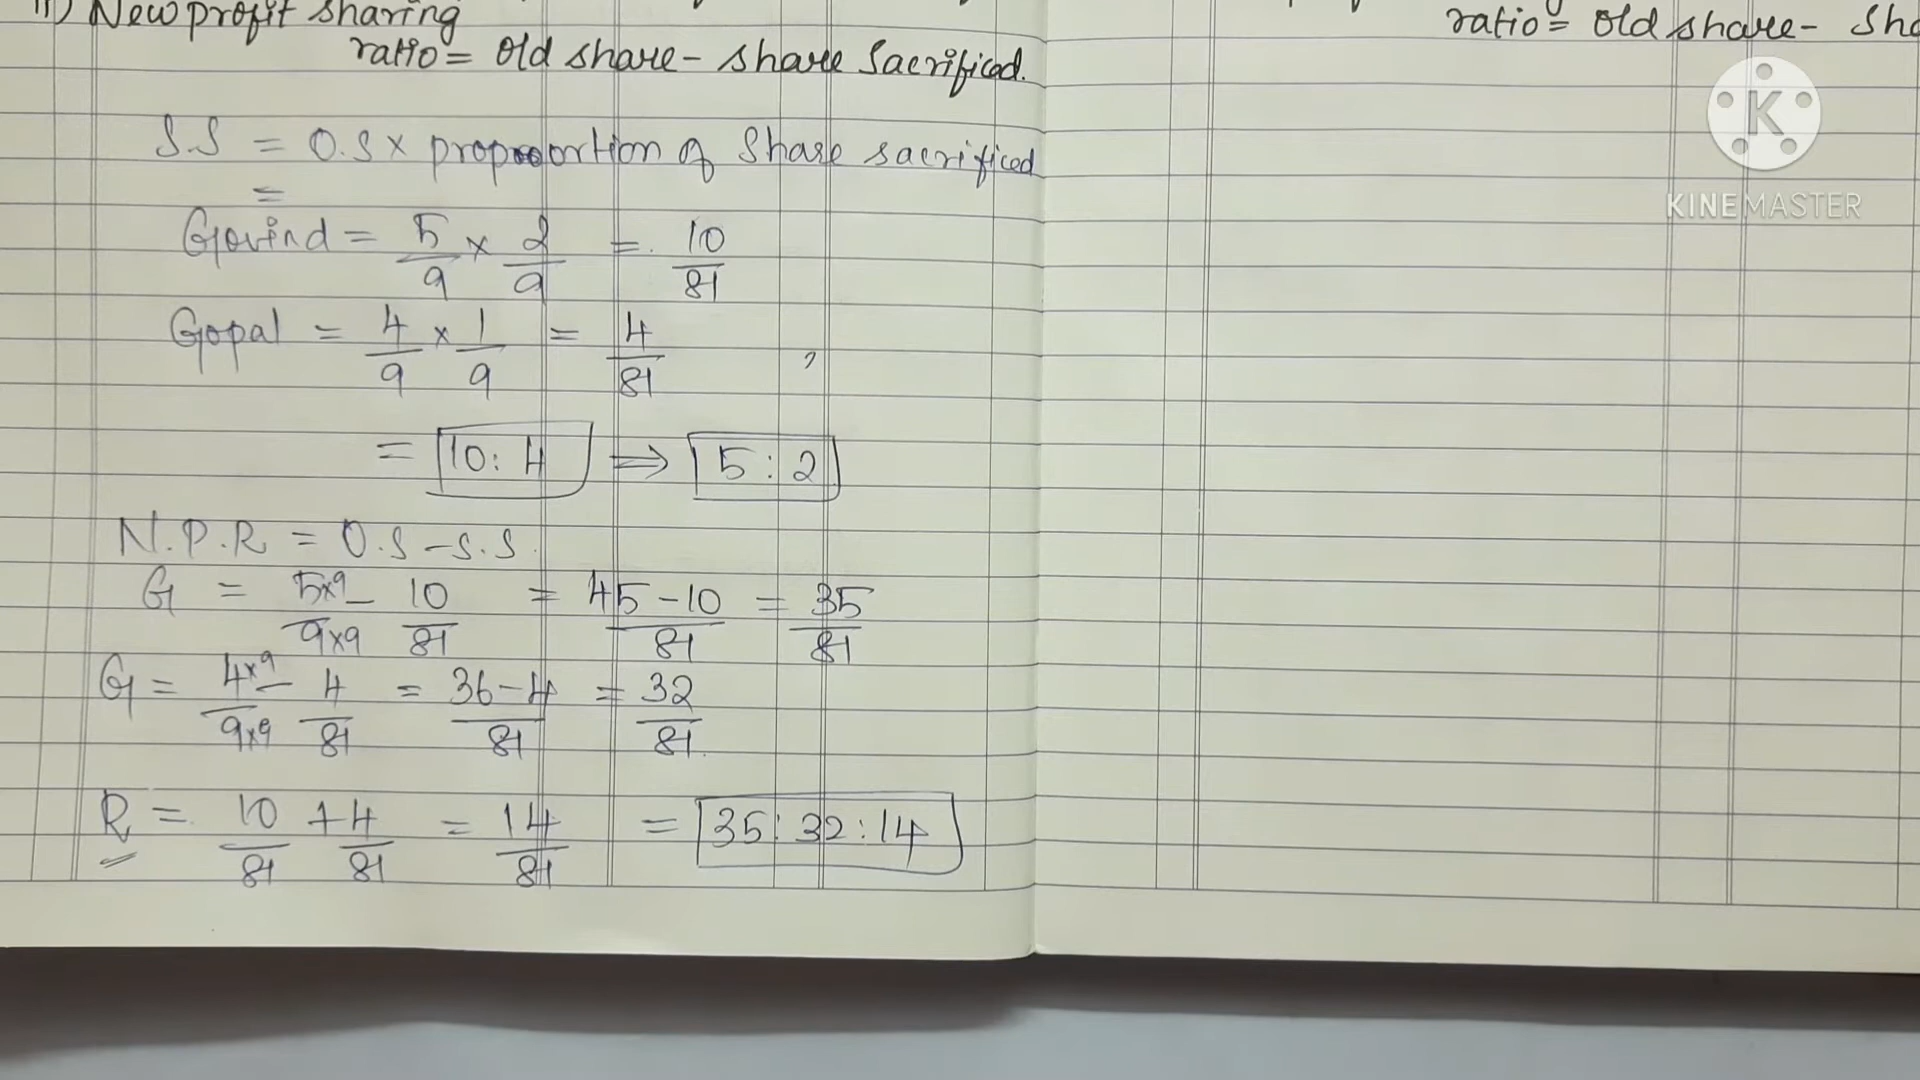 ii) New profit sharing
ratio = Old share - share Sacrificed.
S.S = O.S x proportion of Share sacrificed
=
Govind = 5/9 x 2/9 = 10/81
Gopal = 4/9 x 1/9 = 4/81 ,
= 10:4 ⇒ 5:2
N.P.R = O.S - S.S.
G = 5x9/9x9 - 10/81 = 45-10/81 = 35/81
G = 4x9/9x9 - 4/81 = 36-4/81 = 32/81.
R = 10/81 + 4/81 = 14/81 = 35:32:14
ratio = Old share -
K
KINEMASTER